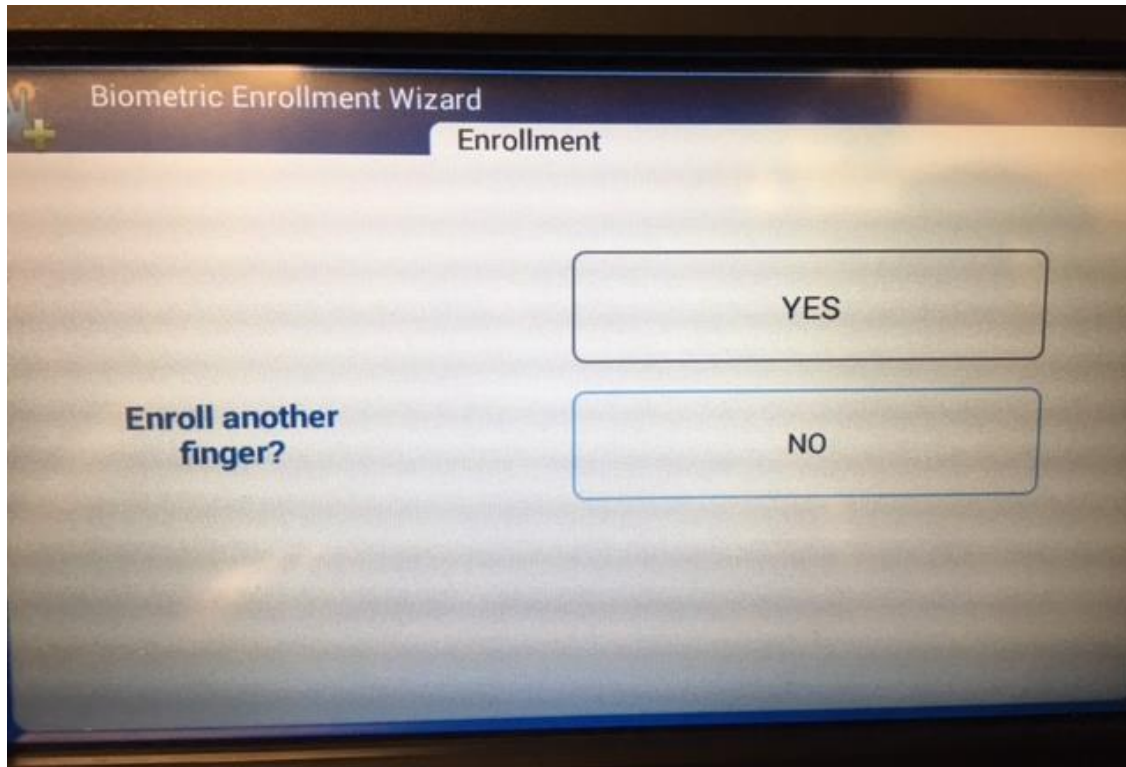 Biometric Enrollment Wizard
Enrollment
YES
Enroll another
finger?
NO